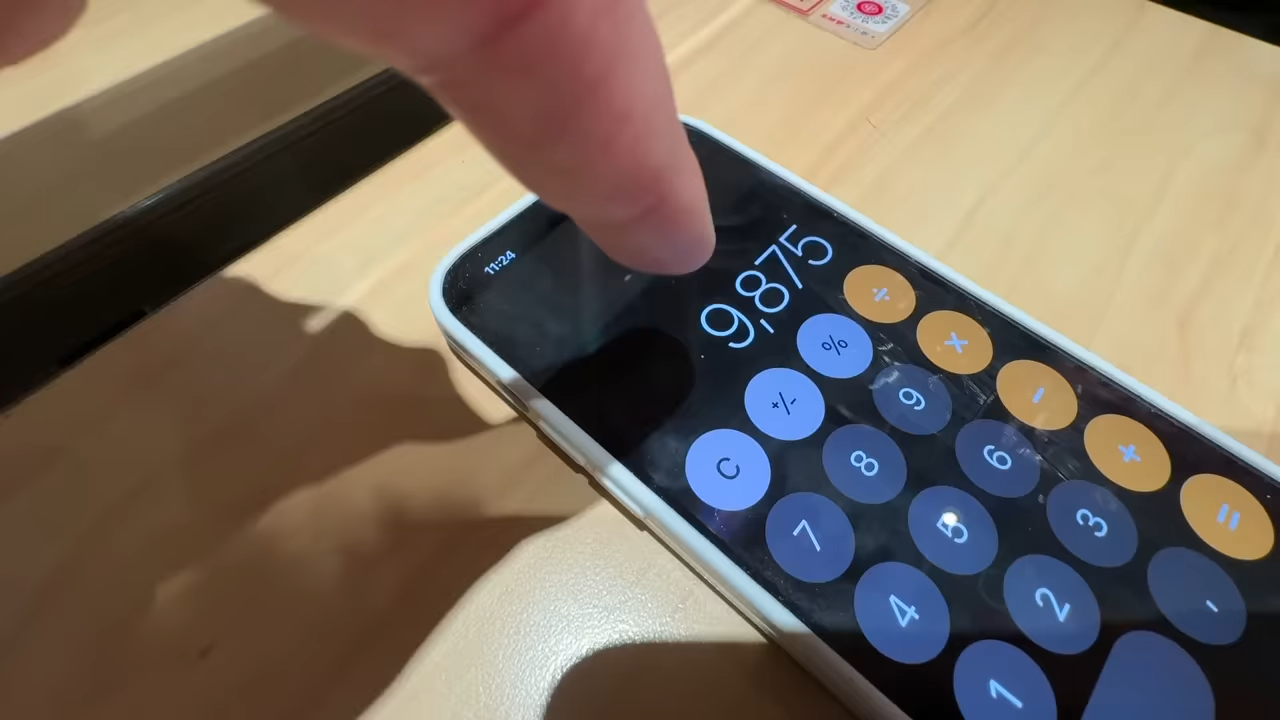 11:24
9,875
C +/- % ÷
7 8 9 ×
4 5 6 -
1 2 3 +
. =